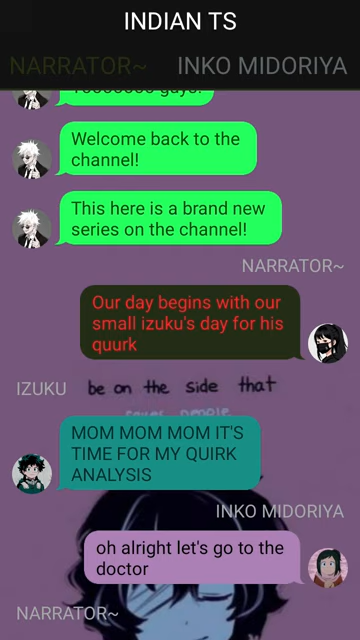 INDIAN TS
NARRATOR~ INKO MIDORIYA
guys!
Welcome back to the
channel!
This here is a brand new
series on the channel!
NARRATOR~
Our day begins with our
small izuku's day for his
quurk
IZUKU
be on the side that
people
MOM MOM MOM IT'S
TIME FOR MY QUIRK
ANALYSIS
INKO MIDORIYA
oh alright let's go to the
doctor
NARRATOR~